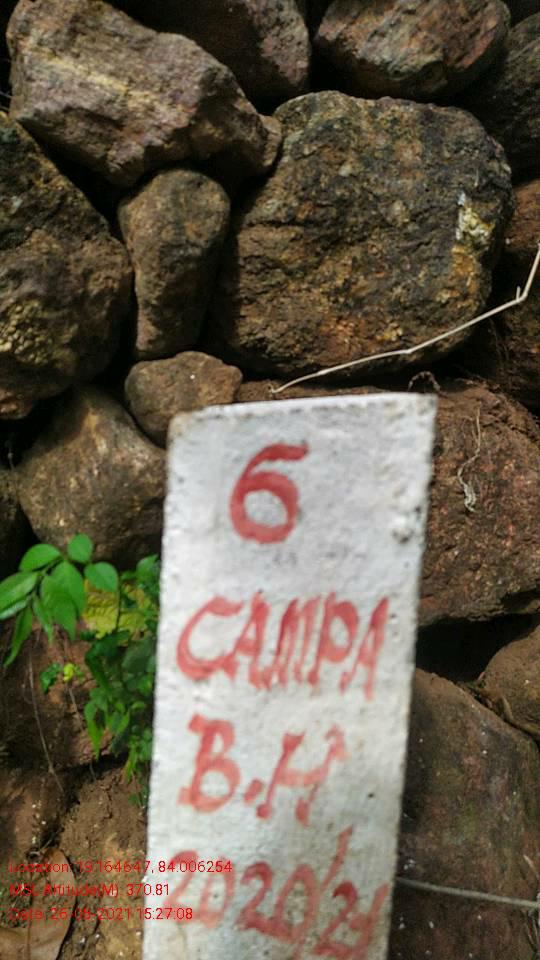 6
CAMPA
B.H
2020/21
Location: 19.164647, 84.006254
MSL Altitude(M): 370.81
Date: 26-08-2021 15:27:08